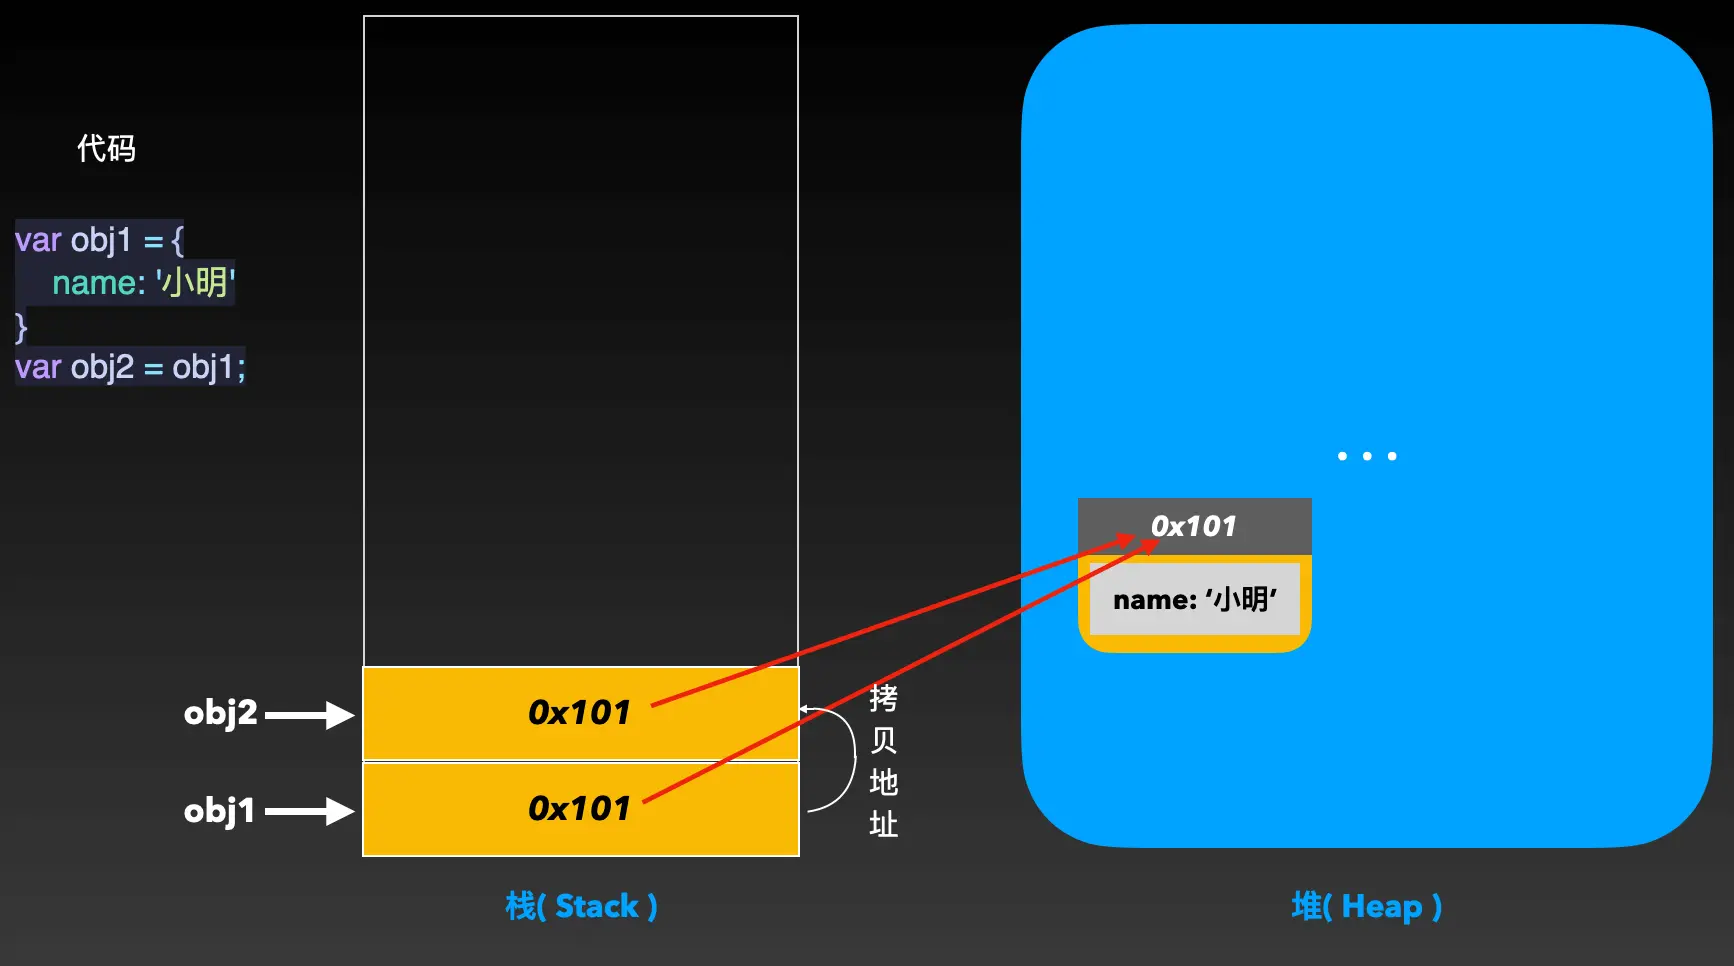 代码
var obj1 = {
name: '小明'
}
var obj2 = obj1;
...
0x101
name: ‘小明’
obj2
0x101
拷贝地址
obj1
0x101
栈( Stack )
堆( Heap )